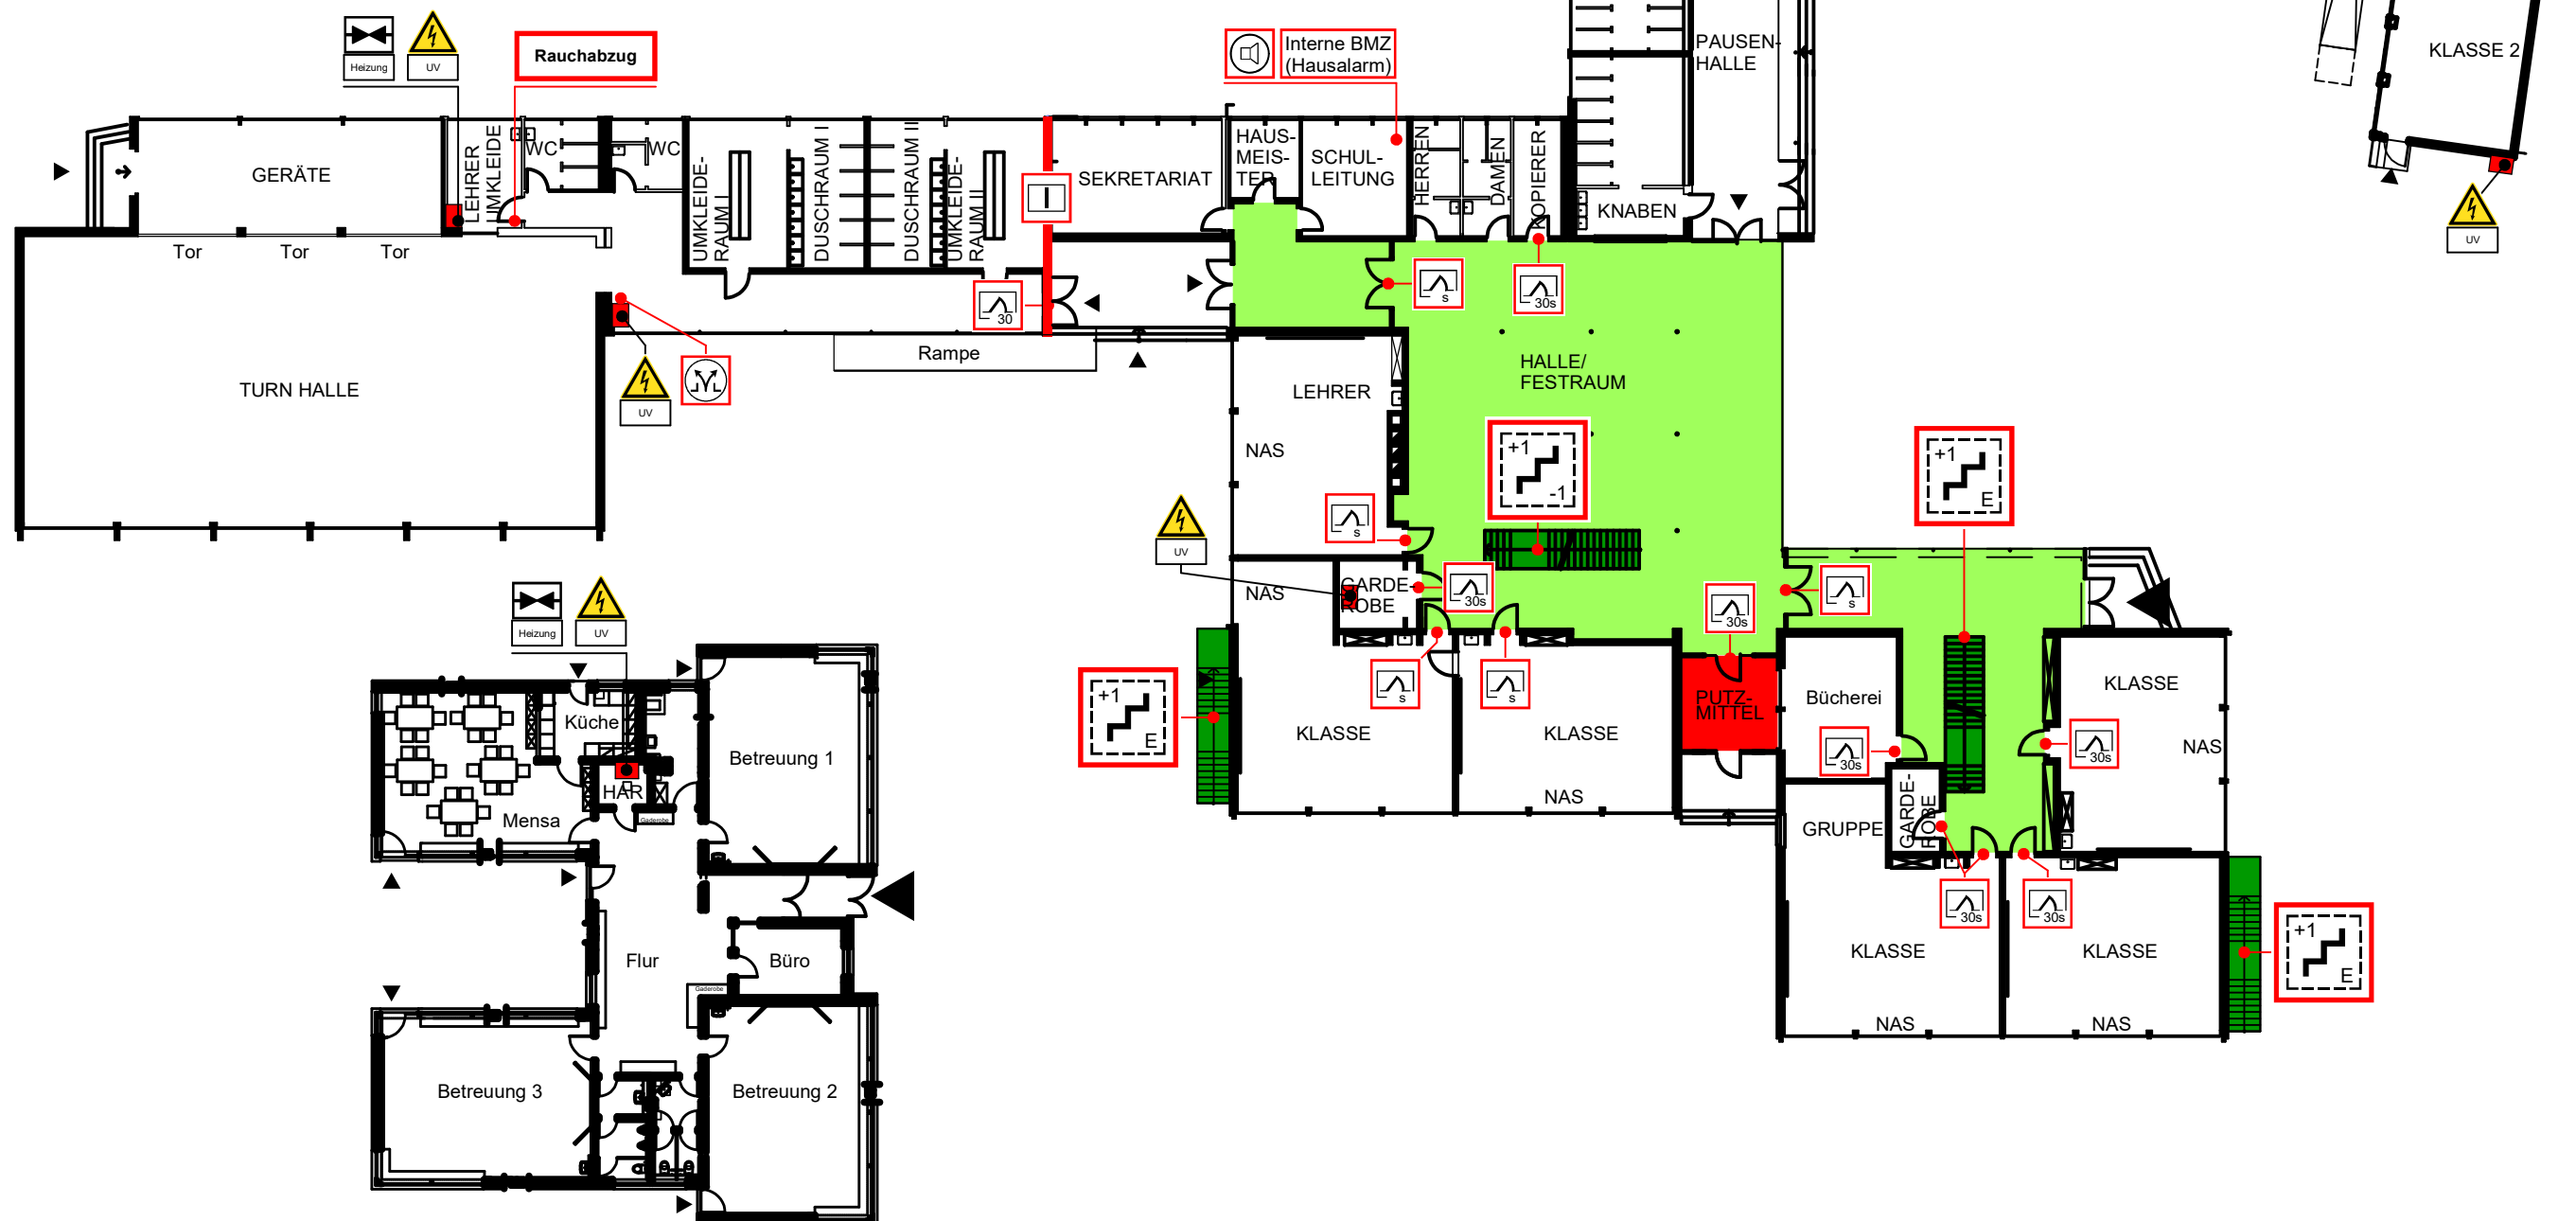 Heizung
UV
Rauchabzug
Interne BMZ
(Hausalarm)
PAUSEN-
HALLE
KLASSE 2
UV
GERÄTE
LEHRER
UMKLEIDE
WC
WC
UMKLEIDE-
RAUM I
DUSCHRAUM I
DUSCHRAUM II
UMKLEIDE-
RAUM II
SEKRETARIAT
HAUS-
MEIS-
TER
SCHUL-
LEITUNG
HERREN
DAMEN
KOPIERER
KNABEN
Tor
Tor
Tor
30
s
30s
Rampe
TURN HALLE
UV
HALLE/
FESTRAUM
LEHRER
NAS
+1
-1
+1
E
s
UV
NAS
GARDE-
ROBE
30s
30s
s
Heizung
UV
+1
E
s
s
KLASSE
KLASSE
NAS
PUTZ-
MITTEL
Bücherei
30s
KLASSE
NAS
30s
GRUPPE
GARDE-
ROBE
30s
30s
KLASSE
KLASSE
NAS
NAS
+1
E
Küche
HAR
Mensa
Gaderobe
Betreuung 1
Flur
Büro
Gaderobe
Betreuung 3
Betreuung 2